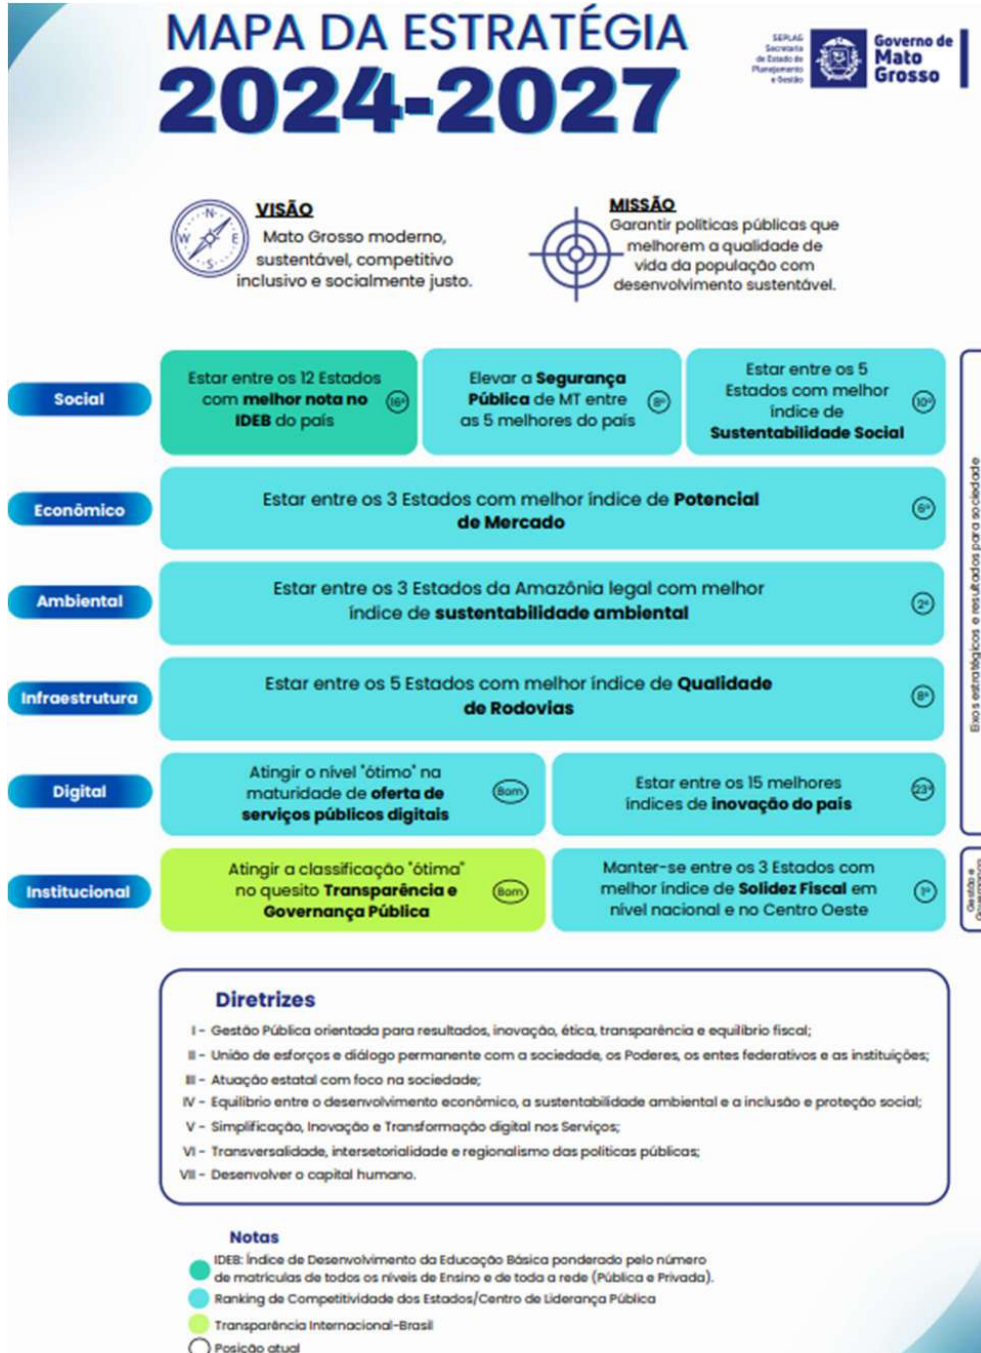 MAPA DA ESTRATÉGIA
2024-2027
SEPLAG
Secretaria
de Estado de
Planejamento
e Gestão
Governo de
Mato
Grosso
N
W
E
S
VISÃO
Mato Grosso moderno,
sustentável, competitivo
inclusivo e socialmente justo.
MISSÃO
Garantir políticas públicas que
melhorem a qualidade de
vida da população com
desenvolvimento sustentável.
Social
Estar entre os 12 Estados
com melhor nota no
IDEB do país
16º
Elevar a Segurança
Pública de MT entre
as 5 melhores do país
8º
Estar entre os 5
Estados com melhor
índice de
Sustentabilidade Social
10º
Econômico
Estar entre os 3 Estados com melhor índice de Potencial
de Mercado
6º
Ambiental
Estar entre os 3 Estados da Amazônia legal com melhor
índice de sustentabilidade ambiental
2º
Infraestrutura
Estar entre os 5 Estados com melhor índice de Qualidade
de Rodovias
8º
Digital
Atingir o nível "ótimo" na
maturidade de oferta de
serviços públicos digitais
Bom
Estar entre os 15 melhores
índices de inovação do país
23º
Eixos estratégicos e resultados para sociedade
Institucional
Atingir a classificação "ótima"
no quesito Transparência e
Governança Pública
Bom
Manter-se entre os 3 Estados com
melhor índice de Solidez Fiscal em
nível nacional e no Centro Oeste
1º
Gestão e
Governança
Diretrizes
I - Gestão Pública orientada para resultados, inovação, ética, transparência e equilíbrio fiscal;
II - União de esforços e diálogo permanente com a sociedade, os Poderes, os entes federativos e as instituições;
III - Atuação estatal com foco na sociedade;
IV - Equilíbrio entre o desenvolvimento econômico, a sustentabilidade ambiental e a inclusão e proteção social;
V - Simplificação, Inovação e Transformação digital nos Serviços;
VI - Transversalidade, intersetorialidade e regionalismo das políticas públicas;
VII - Desenvolver o capital humano.
Notas
IDEB: Índice de Desenvolvimento da Educação Básica ponderado pelo número
de matrículas de todos os níveis de Ensino e de toda a rede (Pública e Privada).
Ranking de Competitividade dos Estados/Centro de Liderança Pública
Transparência Internacional-Brasil
Posição atual